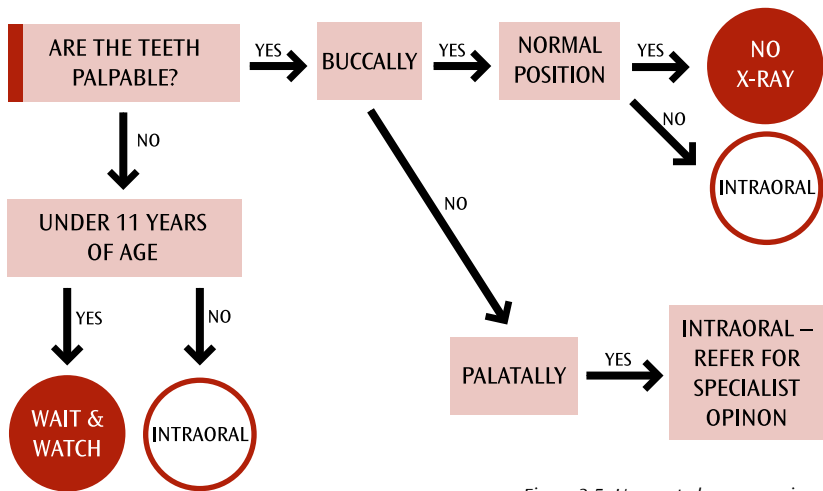 ARE THE TEETH
PALPABLE?
YES
BUCCALLY
YES
NORMAL
POSITION
YES
NO
X-RAY
NO
INTRAORAL
NO
UNDER 11 YEARS
OF AGE
NO
YES
NO
WAIT &
WATCH
INTRAORAL
PALATALLY
YES
INTRAORAL –
REFER FOR
SPECIALIST
OPINON